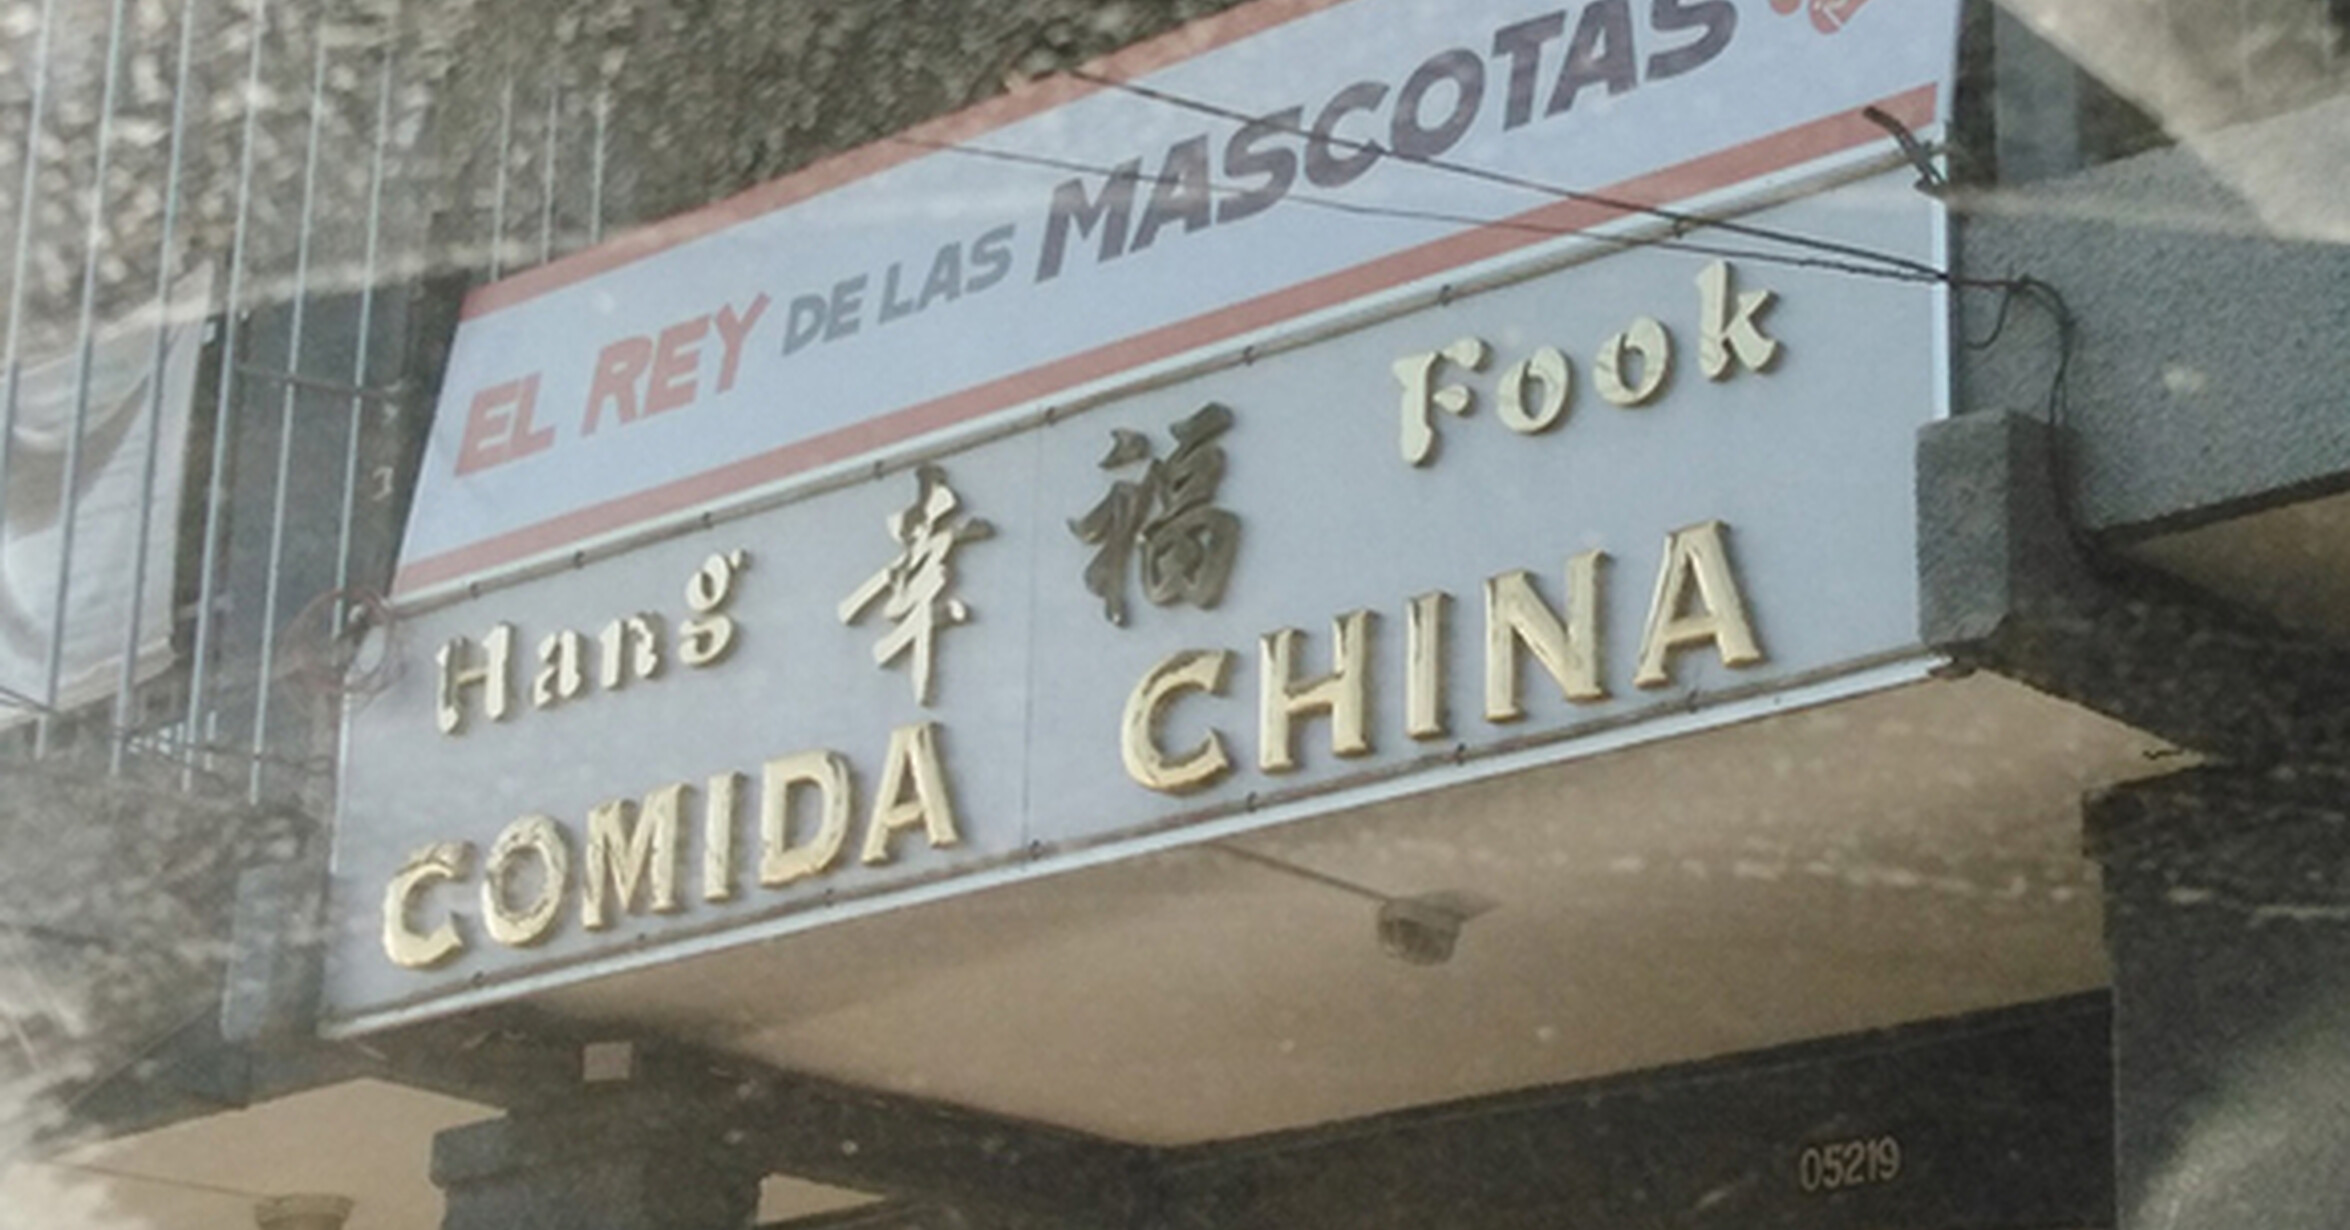 EL REY DE LAS MASCOTAS
Hang 幸福 Fook
COMIDA CHINA
05219